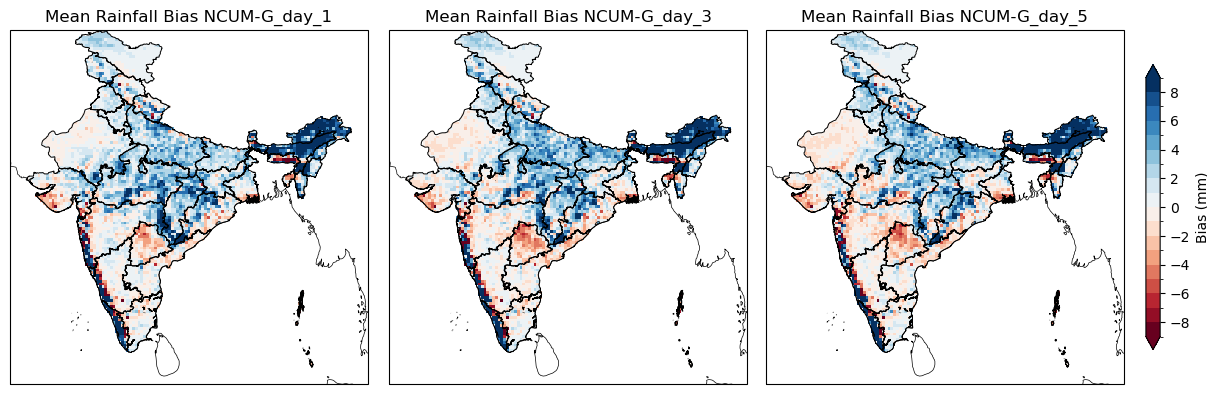 Mean Rainfall Bias NCUM-G_day_1
Mean Rainfall Bias NCUM-G_day_3
Mean Rainfall Bias NCUM-G_day_5
8
6
4
2
0
−2
−4
−6
−8
Bias (mm)